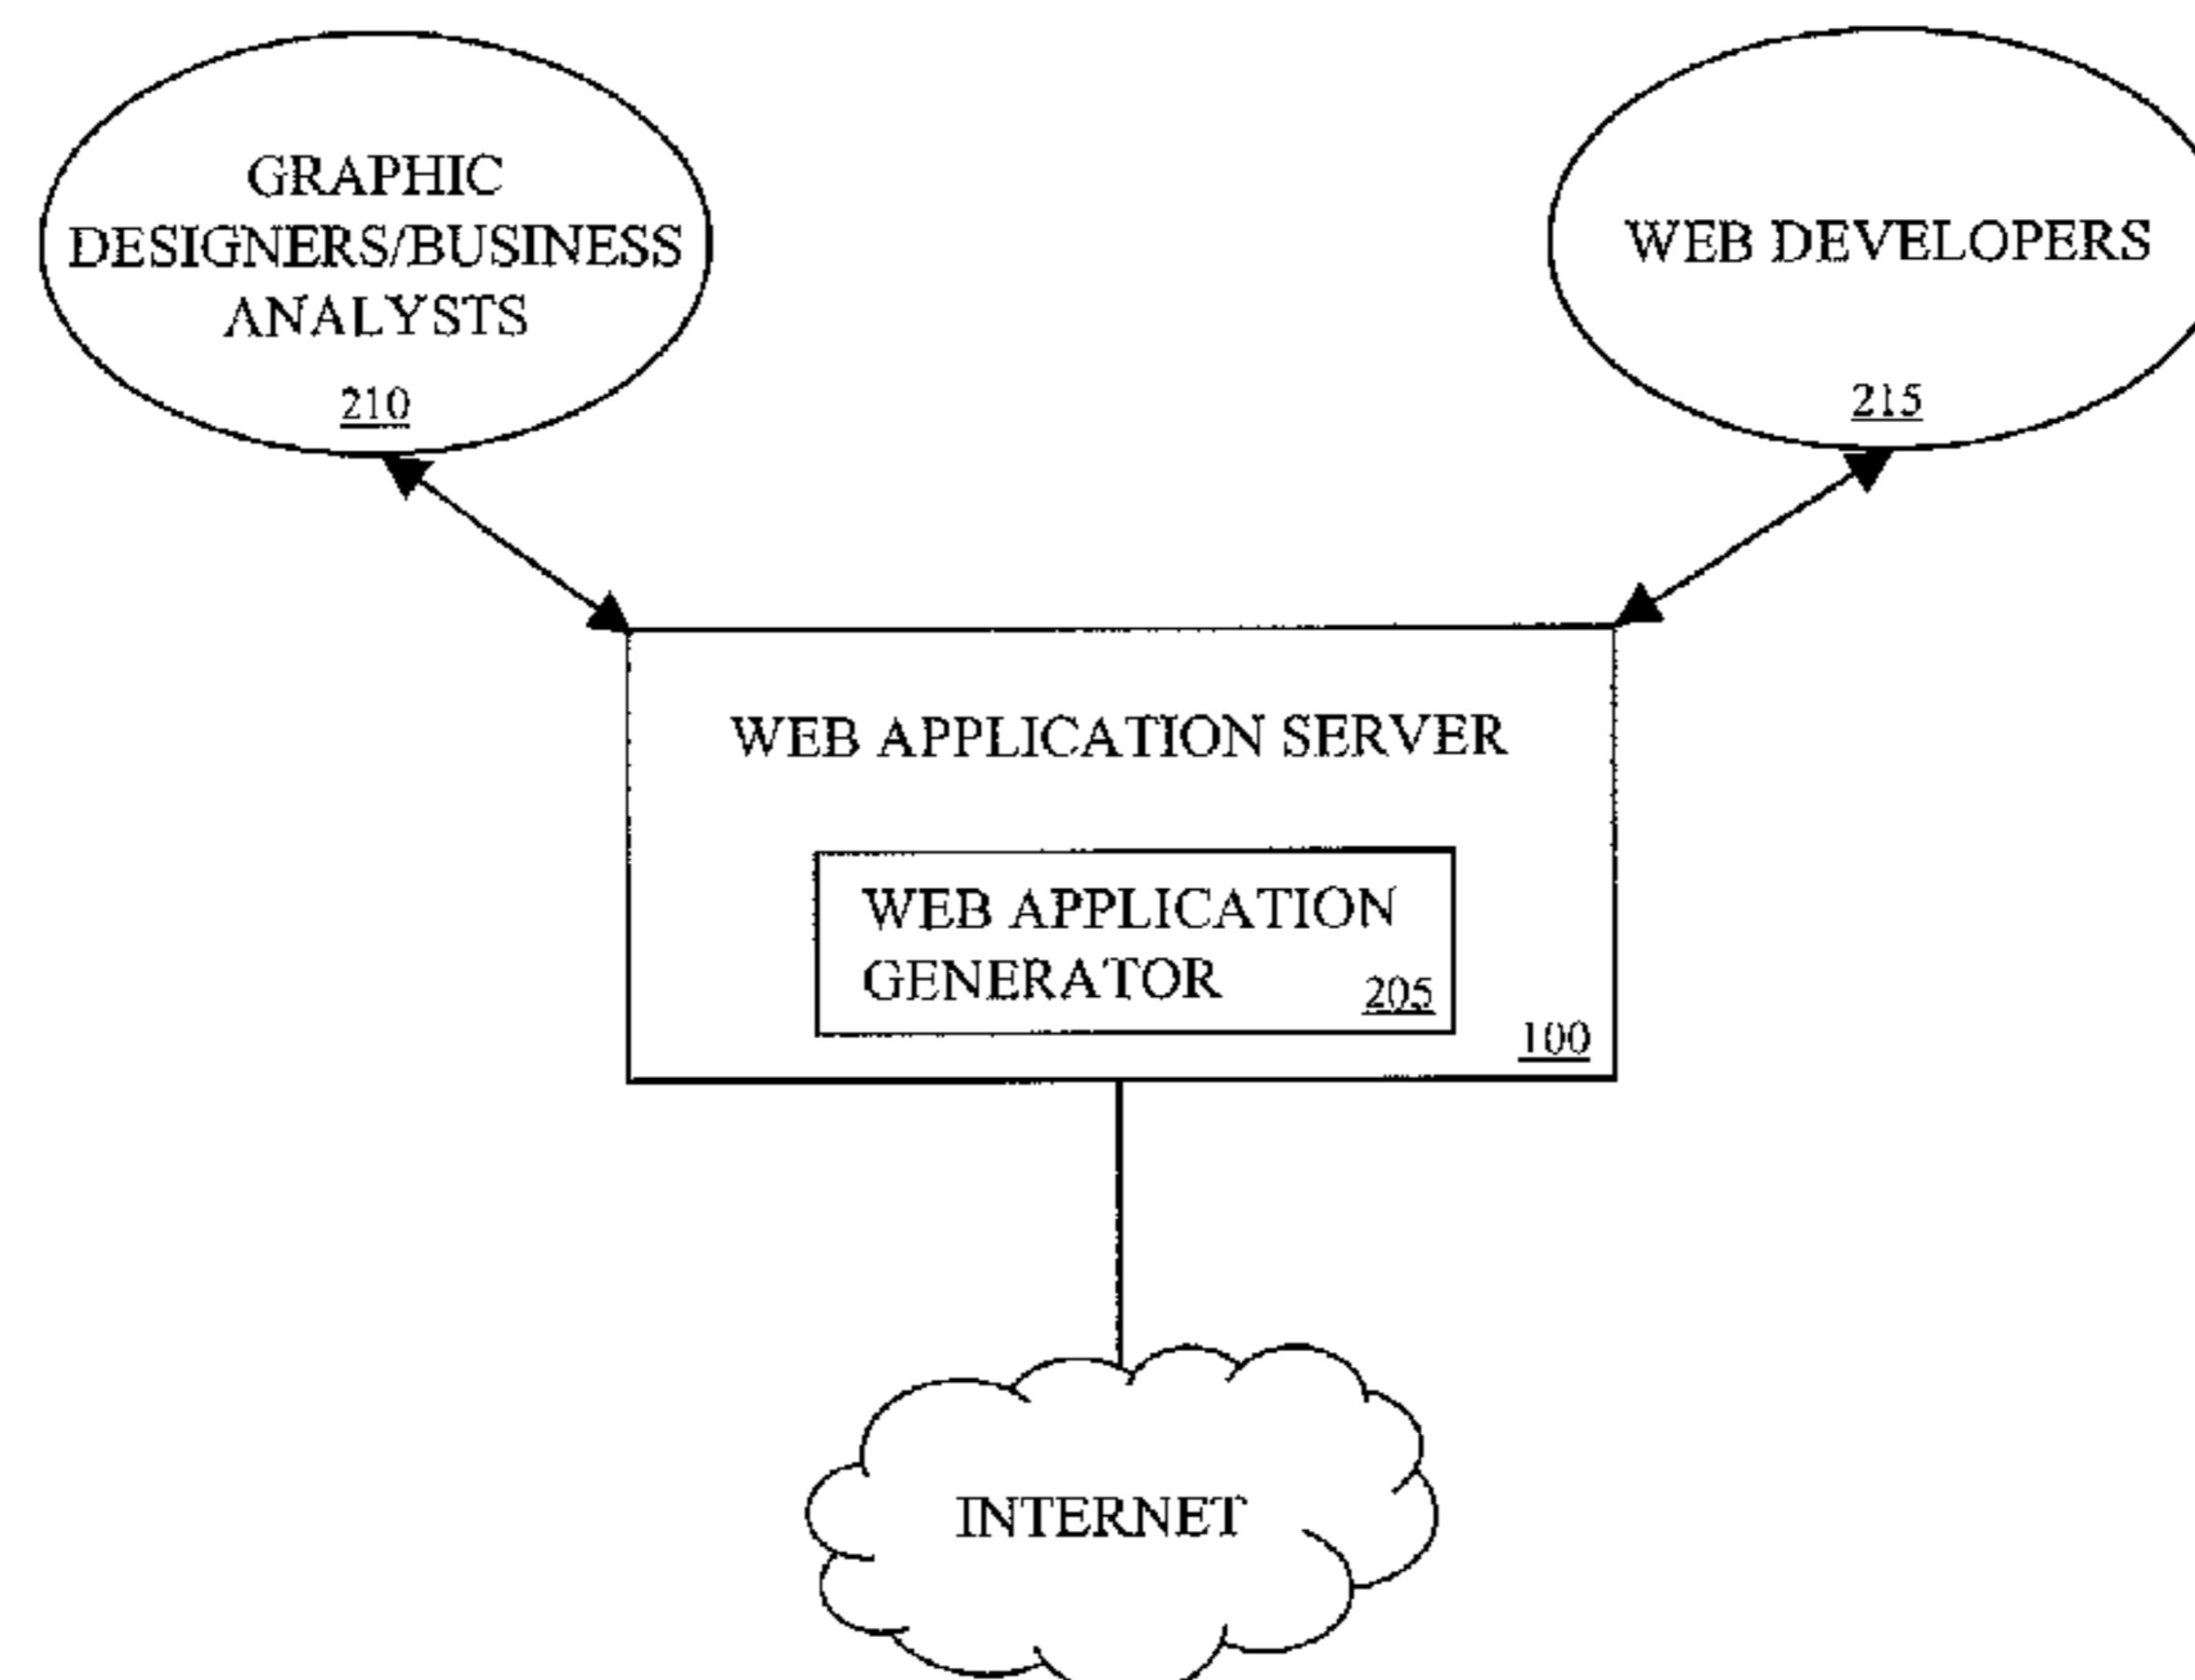 GRAPHIC
DESIGNERS/BUSINESS
ANALYSTS
210
WEB DEVELOPERS
215
WEB APPLICATION SERVER
WEB APPLICATION
GENERATOR
205
100
INTERNET